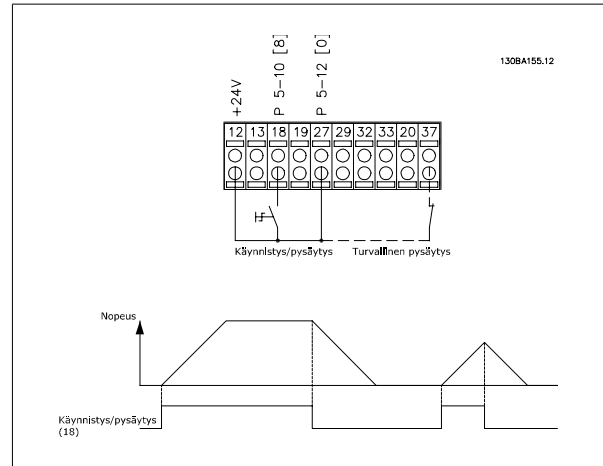 130BA155.12
+24V
P 5-10 [8]
P 5-12 [0]
12 13 18 19 27 29 32 33 20 37
Käynnistys/pysäytys
Turvallinen pysäytys
Nopeus
Käynnistys/pysäytys
(18)